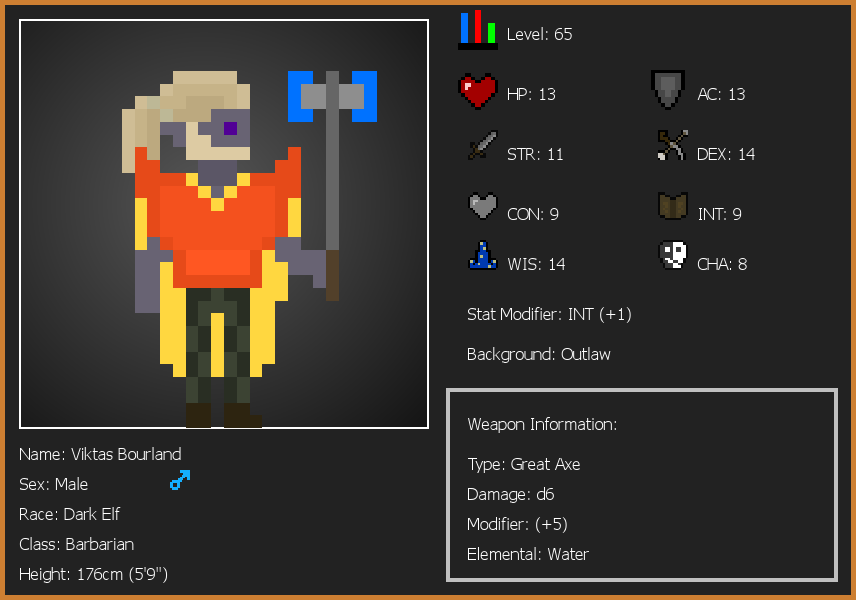 Level: 65
HP: 13
AC: 13
STR: 11
DEX: 14
CON: 9
INT: 9
WIS: 14
CHA: 8
Stat Modifier: INT (+1)
Background: Outlaw
Weapon Information:
Type: Great Axe
Damage: d6
Modifier: (+5)
Elemental: Water
Name: Viktas Bourland
Sex: Male
Race: Dark Elf
Class: Barbarian
Height: 176cm (5'9")